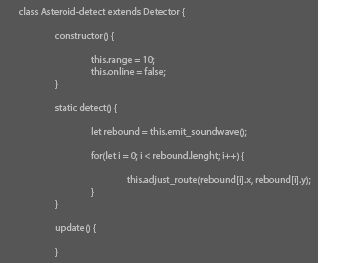 class Asteroid-detect extends Detector {
constructor() {
this.range = 10;
this.online = false;
}
static detect() {
let rebound = this.emit_soundwave();
for(let i = 0; i < rebound.lenght; i++) {
this.adjust_route(rebound[i].x, rebound[i].y);
}
}
update() {
}